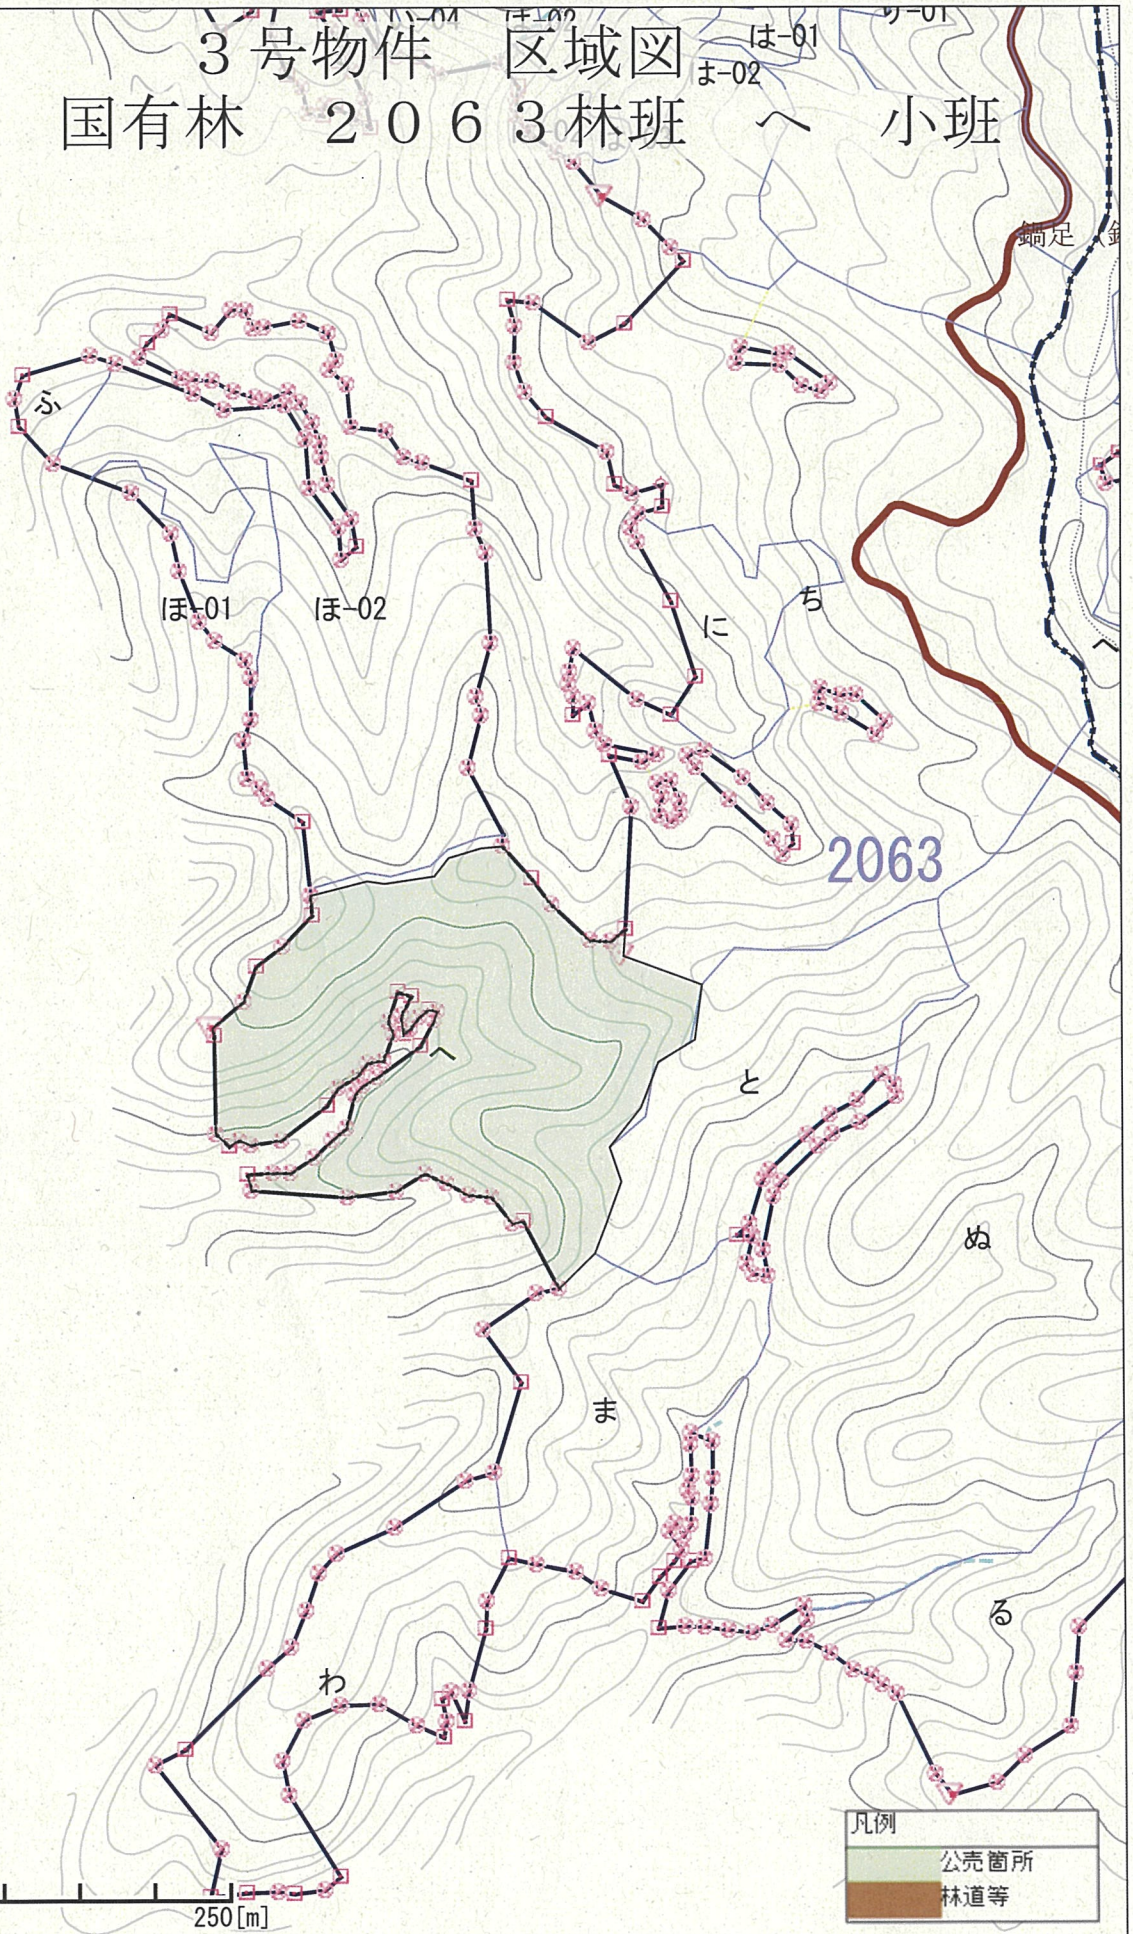 は-01
３号物件　区域図
ま-02
国有林　２０６３林班　へ　小班
鍋足
ふ
ほ-01
ほ-02
ち
に
へ
2063
へ
と
ぬ
ま
る
わ
凡例
公売箇所
林道等
250[m]